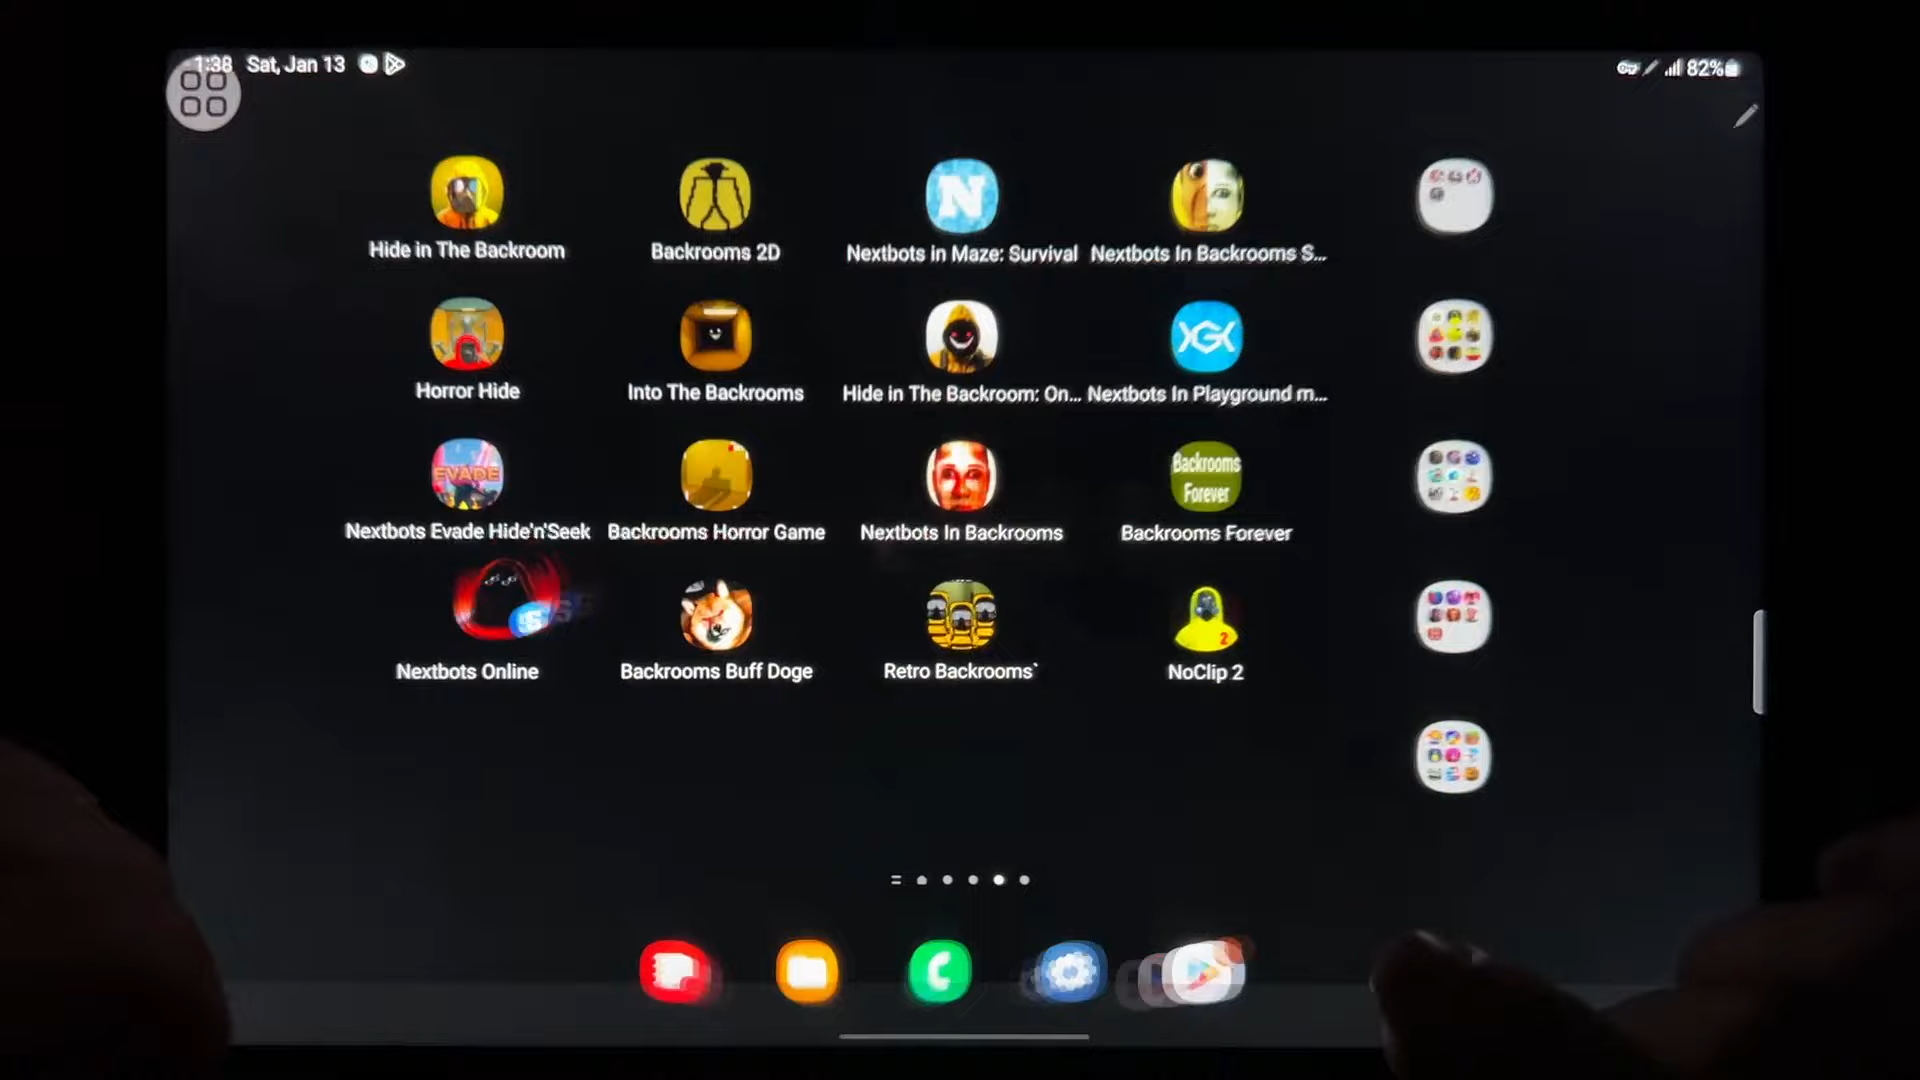 1:38 Sat, Jan 13
82%
Hide in The Backroom
Backrooms 2D
N
Nextbots in Maze: Survival
Nextbots In Backrooms S...
Horror Hide
Into The Backrooms
Hide in The Backroom: On...
XGK
Nextbots In Playground m...
EVADE
Nextbots Evade Hide'n'Seek
Backrooms Horror Game
Nextbots In Backrooms
Backrooms
Forever
Backrooms Forever
Nextbots Online
Backrooms Buff Doge
Retro Backrooms`
2
NoClip 2